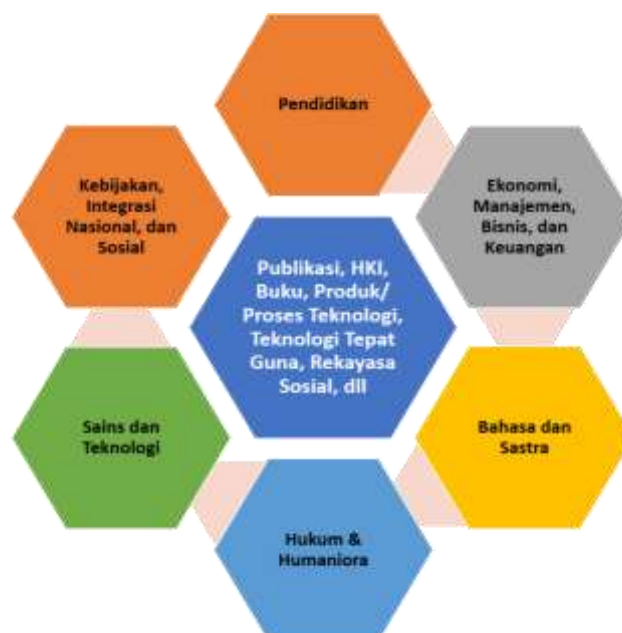 Pendidikan
Kebijakan,
Integrasi
Nasional, dan
Sosial
Ekonomi,
Manajemen,
Bisnis, dan
Keuangan
Publikasi, HKI,
Buku, Produk/
Proses Teknologi,
Teknologi Tepat
Guna, Rekayasa
Sosial, dll
Sains dan
Teknologi
Bahasa dan
Sastra
Hukum &
Humaniora